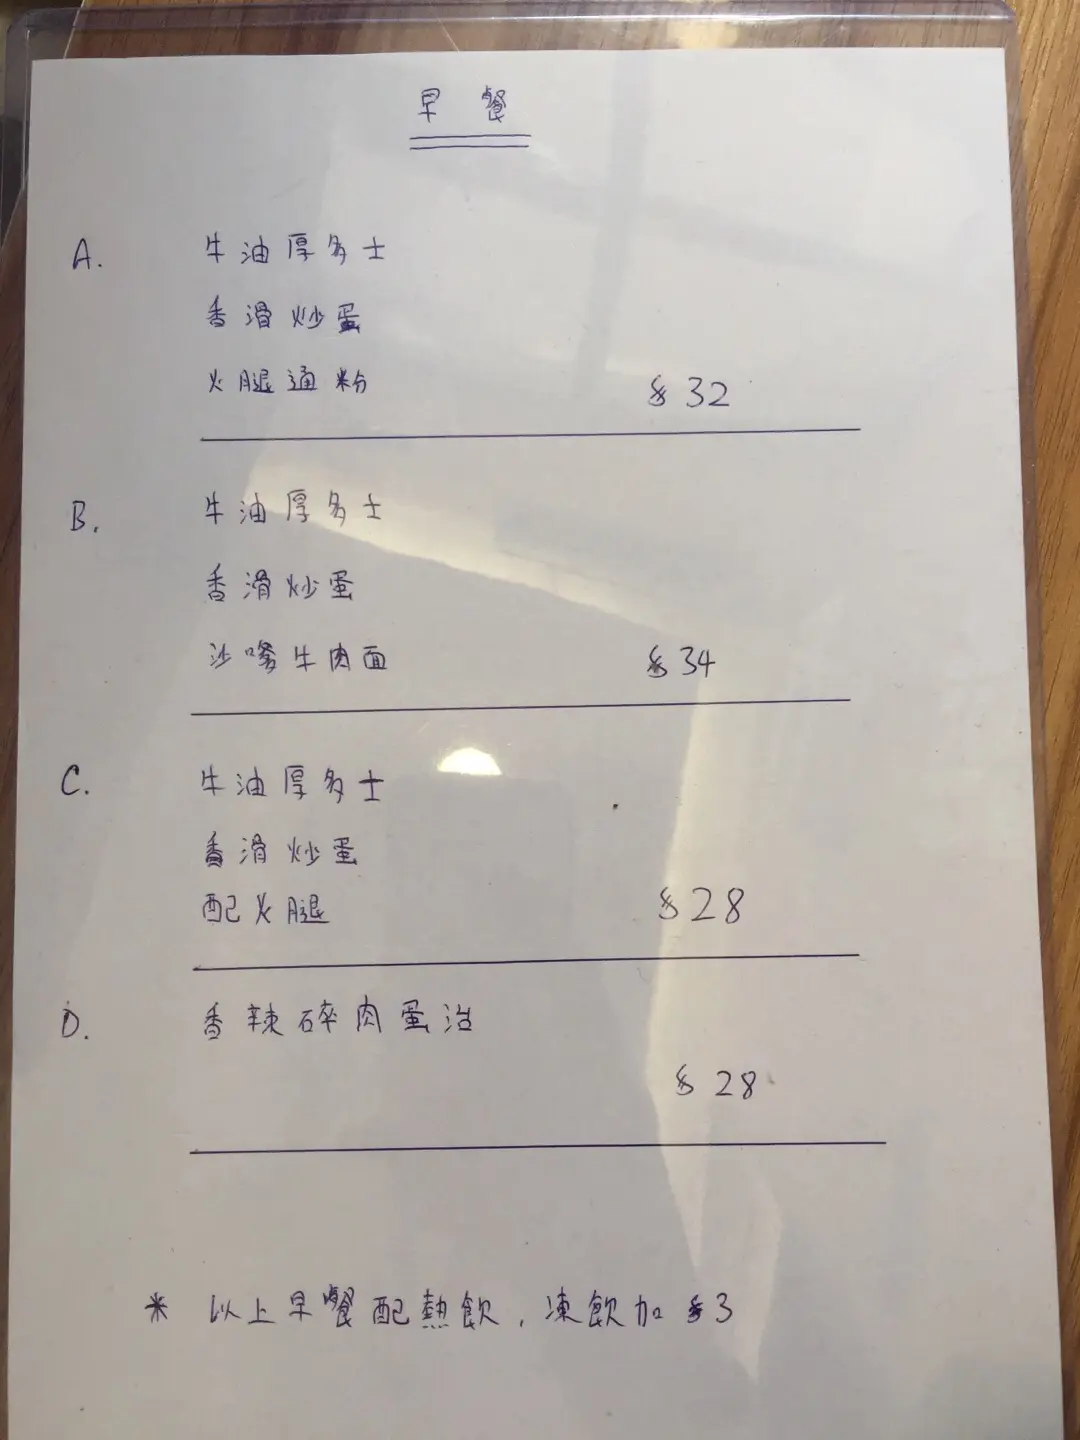 早餐
A. 牛油厚多士
香滑炒蛋
火腿通粉 $32
B. 牛油厚多士
香滑炒蛋
沙嗲牛肉面 $34
C. 牛油厚多士
香滑炒蛋
配火腿 $28
D. 香辣碎肉蛋治
$28
* 以上早餐配熱飲，凍飲加 $3